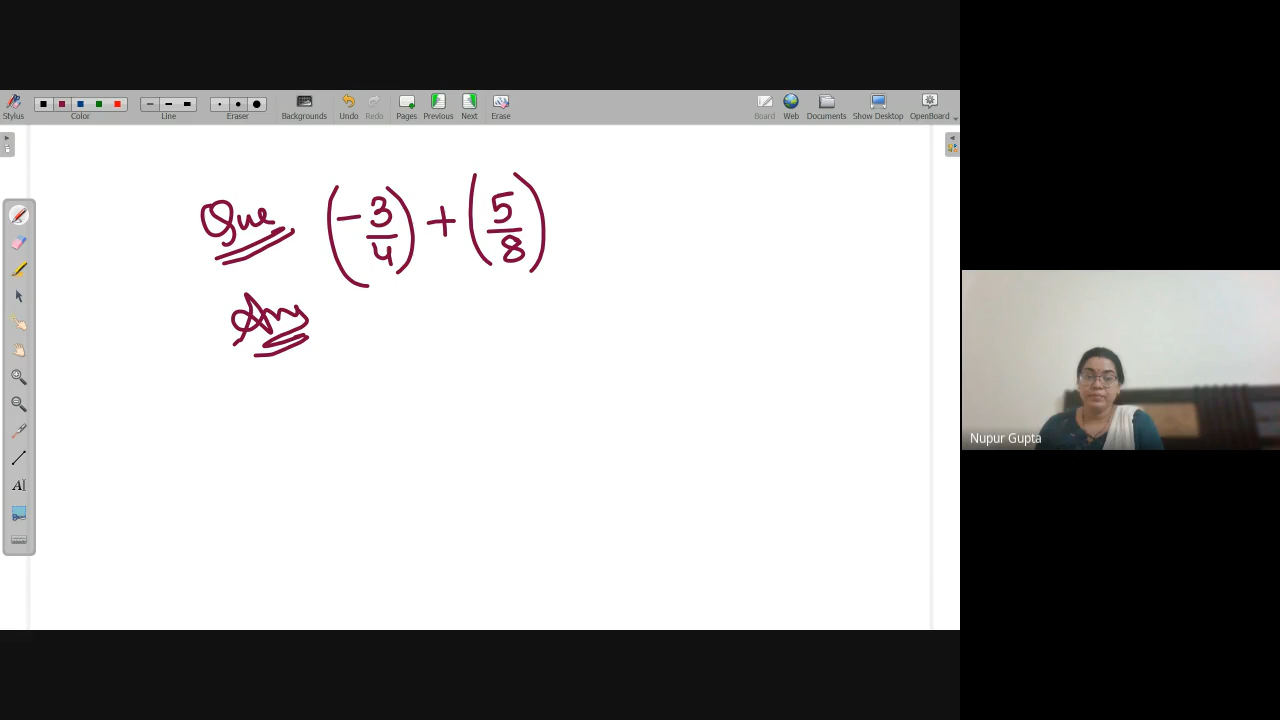 Stylus Color Line Eraser Backgrounds Undo Redo Pages Previous Next Erase Board Web Documents Show Desktop OpenBoard
Que (-3/4) + (5/8)
Ans
AI
Nupur Gupta